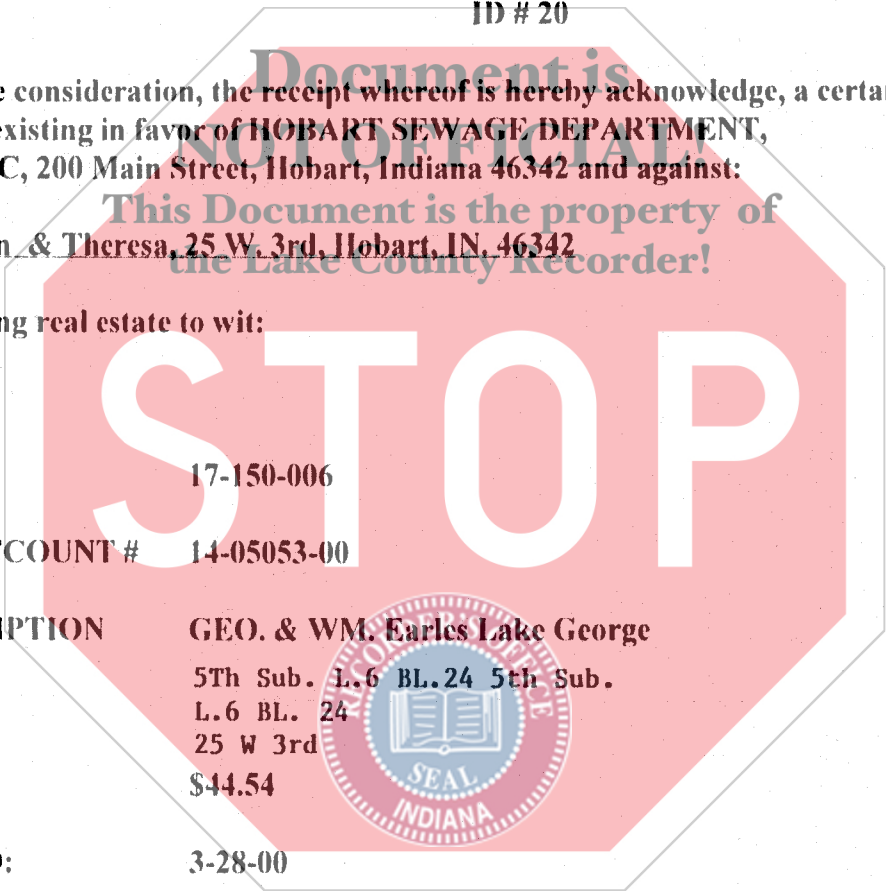 ID # 20
Document is
e consideration, the receipt whereof is hereby acknowledge, a certa
existing in favor of HOBART SEWAGE DEPARTMENT,
NOT OFFICIAL!
C, 200 Main Street, Hobart, Indiana 46342 and against:
This Document is the property of
n & Theresa, 25 W. 3rd, Hobart, IN, 46342
the Lake County Recorder!
ng real estate to wit:
STOP
17-150-006
COUNT # 14-05053-00
IPTION GEO. & WM. Earles Lake George
5Th Sub. L.6 BL.24 5th Sub.
L.6 BL. 24
25 W 3rd
$44.54
RECORDER'S OFFICE
SEAL
INDIANA
: 3-28-00